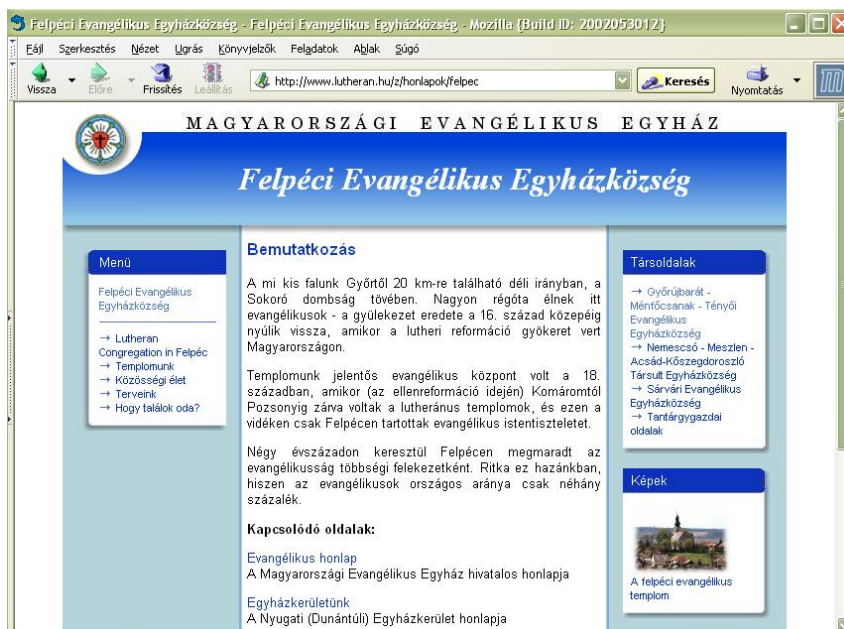 Felpéci Evangélikus Egyházközség - Felpéci Evangélikus Egyházközség - Mozilla {Build ID: 2002053012}
Fájl Szerkesztés Nézet Ugrás Könyvjelzők Feladatok Ablak Súgó
Vissza Előre Frissítés Leállítás http://www.lutheran.hu/z/honlapok/felpec Keresés Nyomtatás
MAGYARORSZÁGI EVANGÉLIKUS EGYHÁZ
Felpéci Evangélikus Egyházközség
Menü
Felpéci Evangélikus
Egyházközség
→ Lutheran
Congregation in Felpéc
→ Templomunk
→ Közösségi élet
→ Terveink
→ Hogy találok oda?
Bemutatkozás
A mi kis falunk Győrtől 20 km-re található déli irányban, a
Sokoró dombság tövében. Nagyon régóta élnek itt
evangélikusok - a gyülekezet eredete a 16. század közepéig
nyúlik vissza, amikor a lutheri reformáció gyökeret vert
Magyarországon.
Templomunk jelentős evangélikus központ volt a 18.
században, amikor (az ellenreformáció idején) Komáromtól
Pozsonyig zárva voltak a lutheránus templomok, és ezen a
vidéken csak Felpécen tartottak evangélikus istentiszteletet.
Négy évszázadon keresztül Felpécen megmaradt az
evangélikusság többségi felekezetként. Ritka ez hazánkban,
hiszen az evangélikusok országos aránya csak néhány
százalék.
Kapcsolódó oldalak:
Evangélikus honlap
A Magyarországi Evangélikus Egyház hivatalos honlapja
Egyházkerületünk
A Nyugati (Dunántúli) Egyházkerület honlapja
Társoldalak
→ Győrújbarát -
Ménfőcsanak - Tényői
Evangélikus
Egyházközség
→ Nemescsó - Meszlen -
Acsád-Kőszegdoroszló
Társult Egyházközség
→ Sárvári Evangélikus
Egyházközség
→ Tantárgygazdai
oldalak
Képek
A felpéci evangélikus
templom